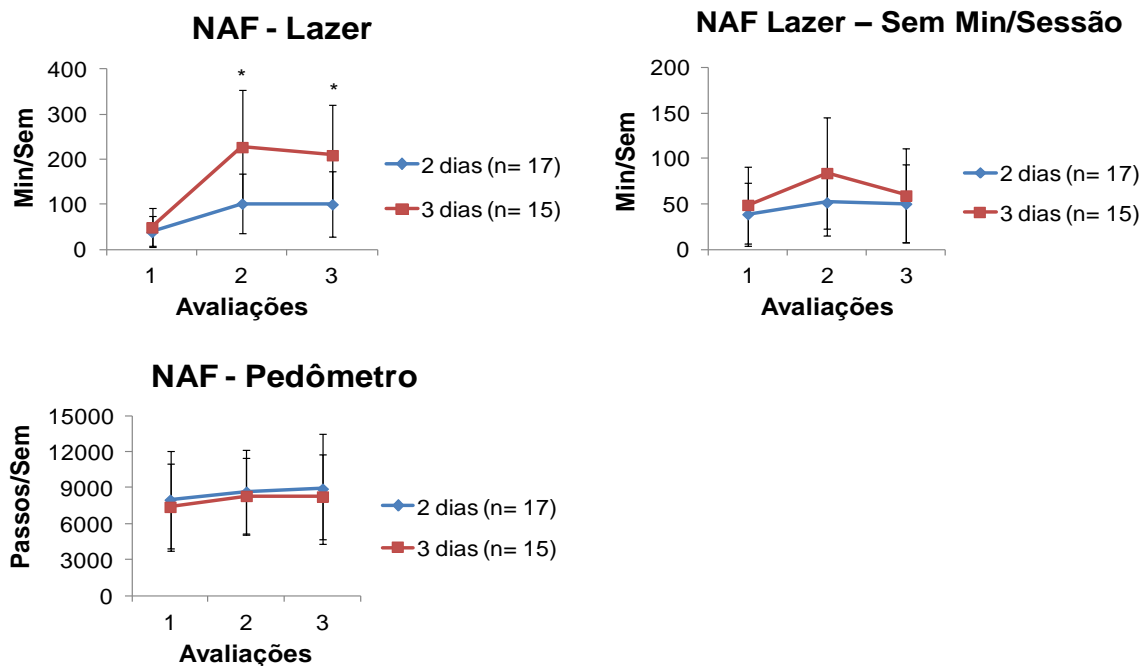 NAF - Lazer
400
300
200
100
0
Min/Sem
*
*
1 2 3
Avaliações
2 dias (n= 17)
3 dias (n= 15)
NAF Lazer – Sem Min/Sessão
200
150
100
50
0
Min/Sem
1 2 3
Avaliações
2 dias (n= 17)
3 dias (n= 15)
NAF - Pedômetro
15000
12000
9000
6000
3000
0
Passos/Sem
1 2 3
Avaliações
2 dias (n= 17)
3 dias (n= 15)